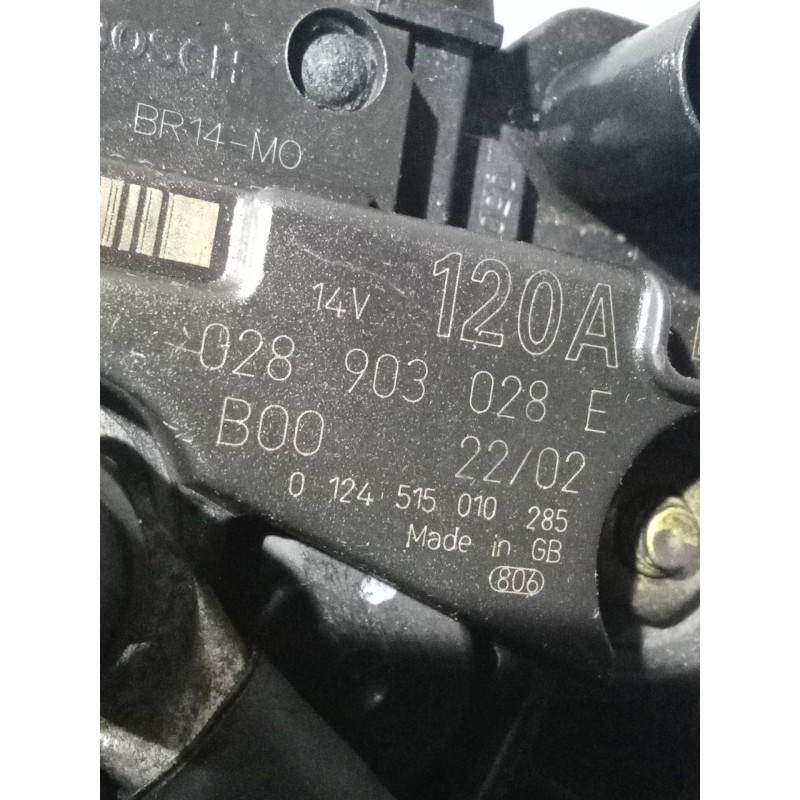 BOSCH
BR14-M0
14V 120A
028 903 028 E
B00 22/02
0 124 515 010 285
Made in GB
806